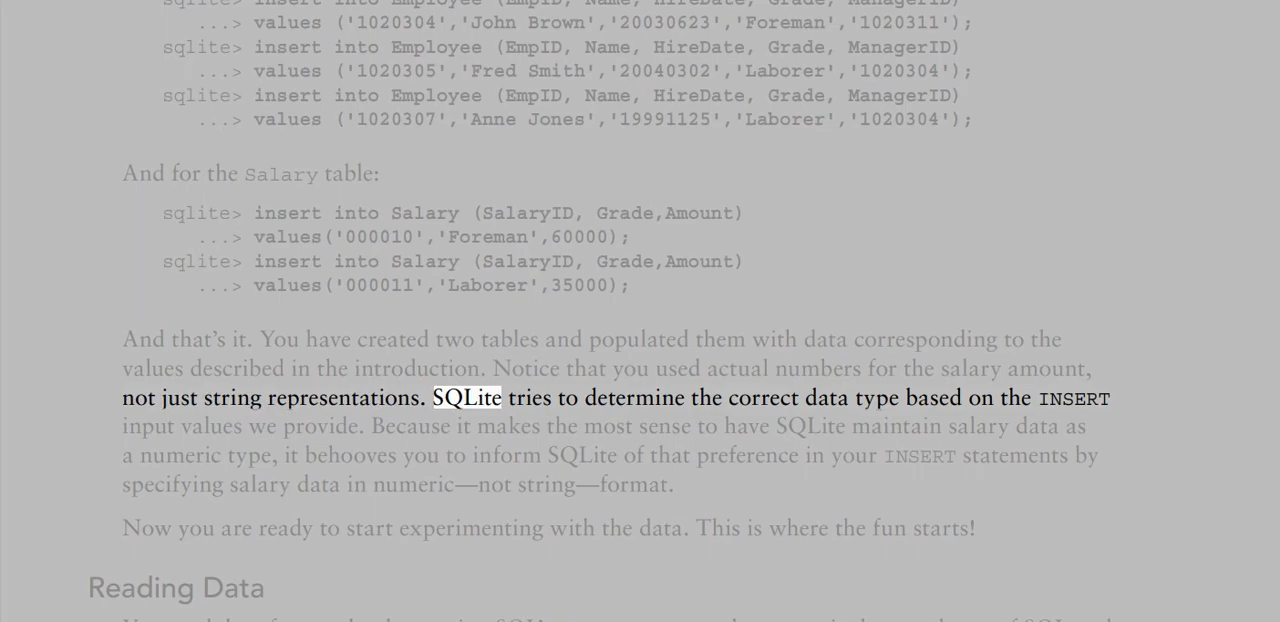 sqlite> insert into Employee (EmpID, Name, HireDate, Grade, ManagerID)
...> values ('1020304','John Brown','20030623','Foreman','1020311');
sqlite> insert into Employee (EmpID, Name, HireDate, Grade, ManagerID)
...> values ('1020305','Fred Smith','20040302','Laborer','1020304');
sqlite> insert into Employee (EmpID, Name, HireDate, Grade, ManagerID)
...> values ('1020307','Anne Jones','19991125','Laborer','1020304');
And for the Salary table:
sqlite> insert into Salary (SalaryID, Grade,Amount)
...> values('000010','Foreman',60000);
sqlite> insert into Salary (SalaryID, Grade,Amount)
...> values('000011','Laborer',35000);
And that’s it. You have created two tables and populated them with data corresponding to the
values described in the introduction. Notice that you used actual numbers for the salary amount,
not just string representations. SQLite tries to determine the correct data type based on the INSERT
input values we provide. Because it makes the most sense to have SQLite maintain salary data as
a numeric type, it behooves you to inform SQLite of that preference in your INSERT statements by
specifying salary data in numeric—not string—format.
Now you are ready to start experimenting with the data. This is where the fun starts!
Reading Data